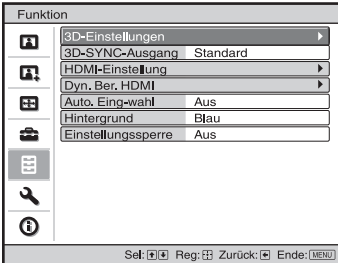 Funktion
3D-Einstellungen
3D-SYNC-Ausgang Standard
HDMI-Einstellung
Dyn. Ber. HDMI
Auto. Eing-wahl Aus
Hintergrund Blau
Einstellungssperre Aus
Sel: Reg: Zurück: Ende: MENU